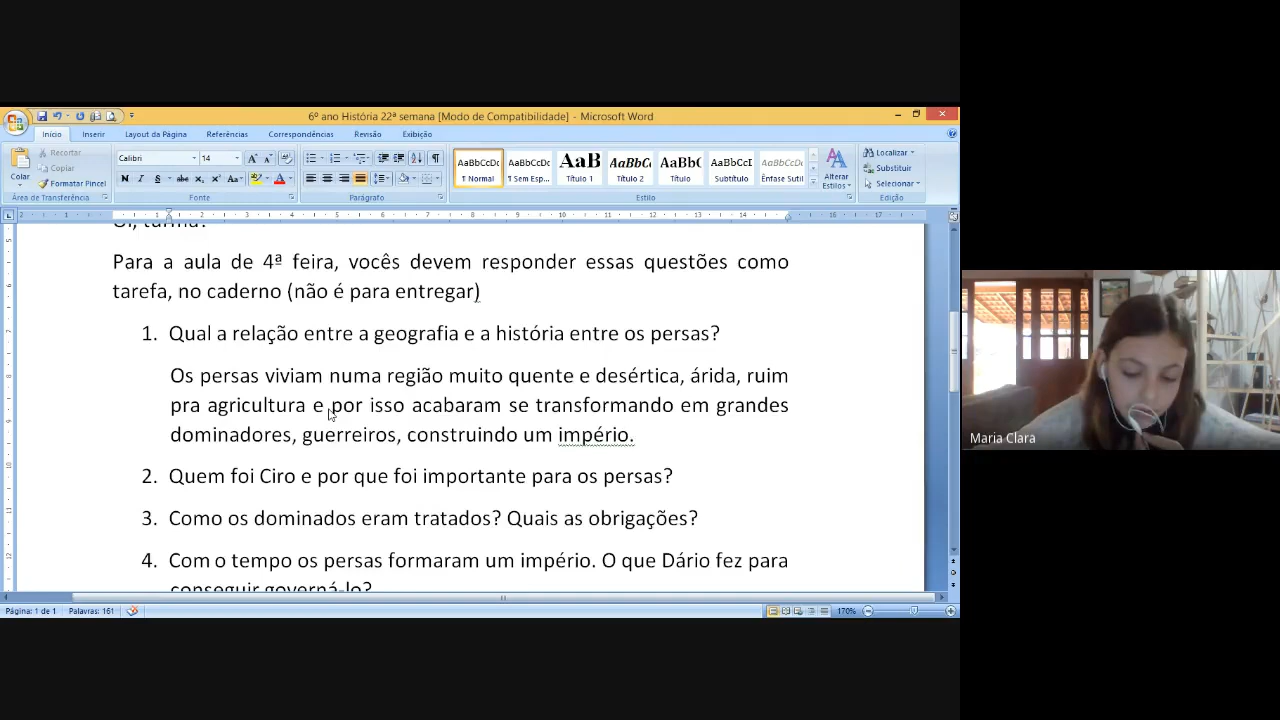 6º ano História 22ª semana [Modo de Compatibilidade] - Microsoft Word
Início Inserir Layout da Página Referências Correspondências Revisão Exibição
Colar
Recortar
Copiar
Formatar Pincel
Área de Transferência
Calibri 14
Fonte
Parágrafo
AaBbCcDc AaBbCcDc AaB AaBbCc AaBbC AaBbCcI AaBbCcDc
¶ Normal ¶ Sem Esp... Título 1 Título 2 Título Subtítulo Ênfase Sutil
Alterar Estilos
Estilo
Localizar
Substituir
Selecionar
Edição
Oi, turma!
Para a aula de 4ª feira, vocês devem responder essas questões como
tarefa, no caderno (não é para entregar)
1. Qual a relação entre a geografia e a história entre os persas?
Os persas viviam numa região muito quente e desértica, árida, ruim
pra agricultura e por isso acabaram se transformando em grandes
dominadores, guerreiros, construindo um império.
2. Quem foi Ciro e por que foi importante para os persas?
3. Como os dominados eram tratados? Quais as obrigações?
4. Com o tempo os persas formaram um império. O que Dário fez para
conseguir governá-lo?
Página: 1 de 1 Palavras: 161 170%
Maria Clara